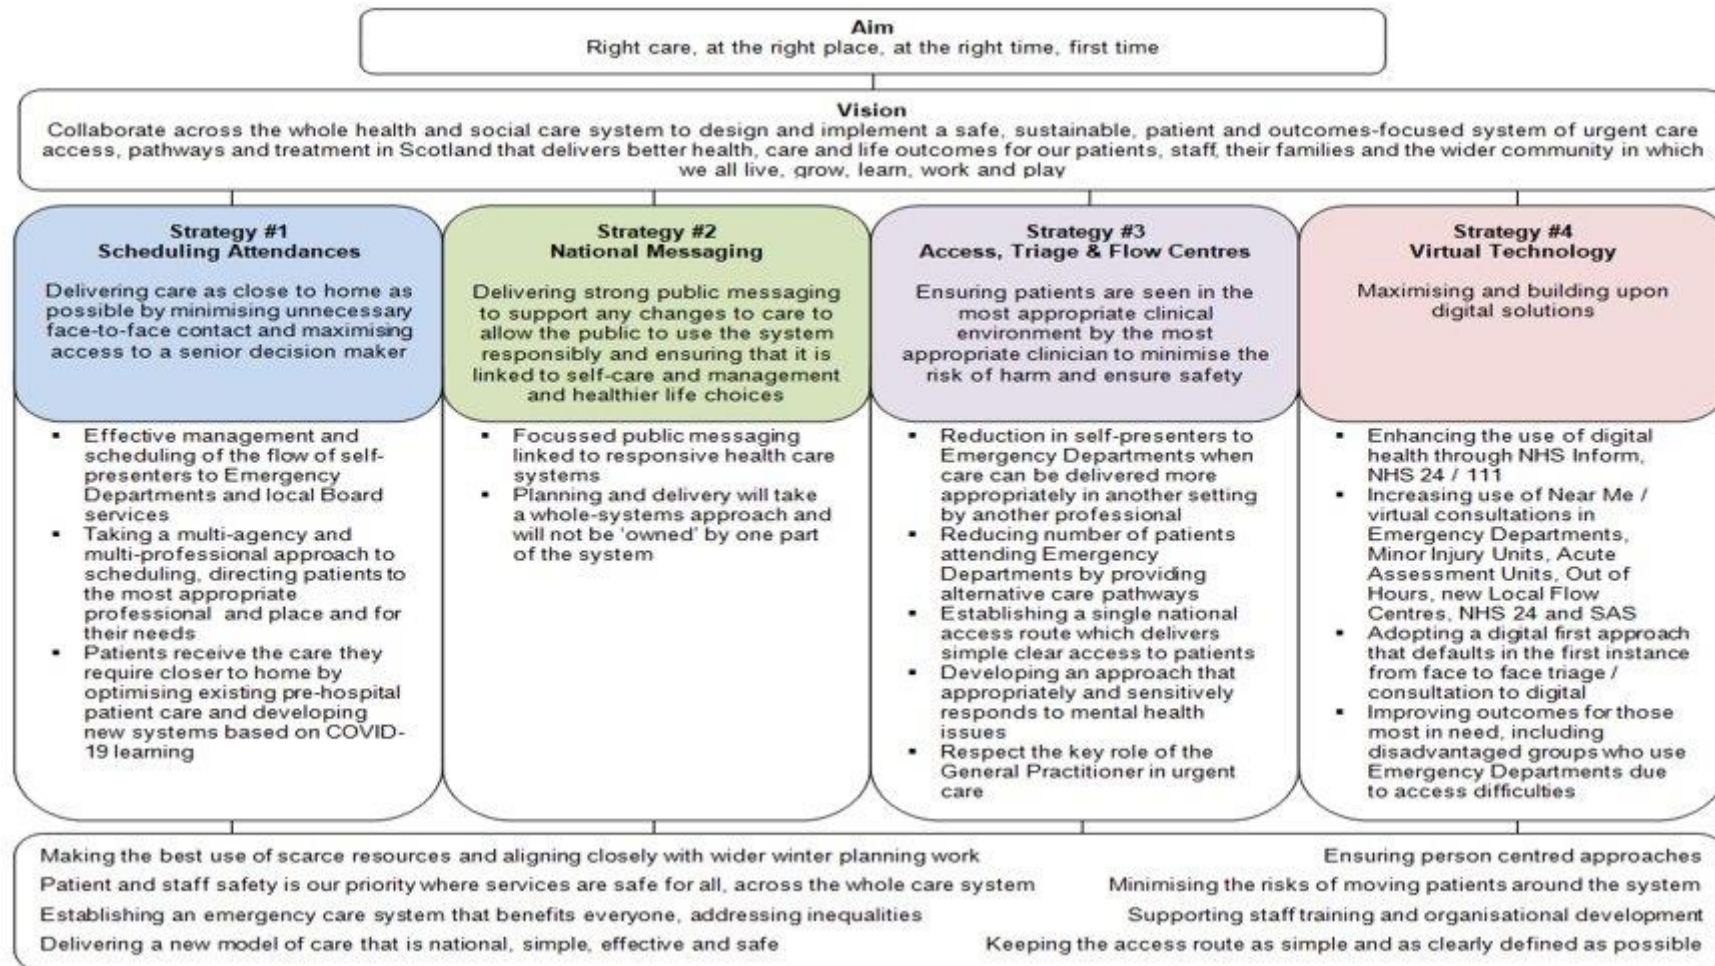 Aim
Right care, at the right place, at the right time, first time
Vision
Collaborate across the whole health and social care system to design and implement a safe, sustainable, patient and outcomes-focused system of urgent care
access, pathways and treatment in Scotland that delivers better health, care and life outcomes for our patients, staff, their families and the wider community in which
we all live, grow, learn, work and play
Strategy #1
Scheduling Attendances
Delivering care as close to home as
possible by minimising unnecessary
face-to-face contact and maximising
access to a senior decision maker
▪ Effective management and
scheduling of the flow of self-
presenters to Emergency
Departments and local Board
services
▪ Taking a multi-agency and
multi-professional approach to
scheduling, directing patients to
the most appropriate
professional and place and for
their needs
▪ Patients receive the care they
require closer to home by
optimising existing pre-hospital
patient care and developing
new systems based on COVID-
19 learning
Strategy #2
National Messaging
Delivering strong public messaging
to support any changes to care to
allow the public to use the system
responsibly and ensuring that it is
linked to self-care and management
and healthier life choices
▪ Focussed public messaging
linked to responsive health care
systems
▪ Planning and delivery will take
a whole-systems approach and
will not be 'owned' by one part
of the system
Strategy #3
Access, Triage & Flow Centres
Ensuring patients are seen in the
most appropriate clinical
environment by the most
appropriate clinician to minimise the
risk of harm and ensure safety
▪ Reduction in self-presenters to
Emergency Departments when
care can be delivered more
appropriately in another setting
by another professional
▪ Reducing number of patients
attending Emergency
Departments by providing
alternative care pathways
▪ Establishing a single national
access route which delivers
simple clear access to patients
▪ Developing an approach that
appropriately and sensitively
responds to mental health
issues
▪ Respect the key role of the
General Practitioner in urgent
care
Strategy #4
Virtual Technology
Maximising and building upon
digital solutions
▪ Enhancing the use of digital
health through NHS Inform,
NHS 24 / 111
▪ Increasing use of Near Me /
virtual consultations in
Emergency Departments,
Minor Injury Units, Acute
Assessment Units, Out of
Hours, new Local Flow
Centres, NHS 24 and SAS
▪ Adopting a digital first approach
that defaults in the first instance
from face to face triage /
consultation to digital
▪ Improving outcomes for those
most in need, including
disadvantaged groups who use
Emergency Departments due
to access difficulties
Making the best use of scarce resources and aligning closely with wider winter planning work
Ensuring person centred approaches
Patient and staff safety is our priority where services are safe for all, across the whole care system
Minimising the risks of moving patients around the system
Establishing an emergency care system that benefits everyone, addressing inequalities
Supporting staff training and organisational development
Delivering a new model of care that is national, simple, effective and safe
Keeping the access route as simple and as clearly defined as possible